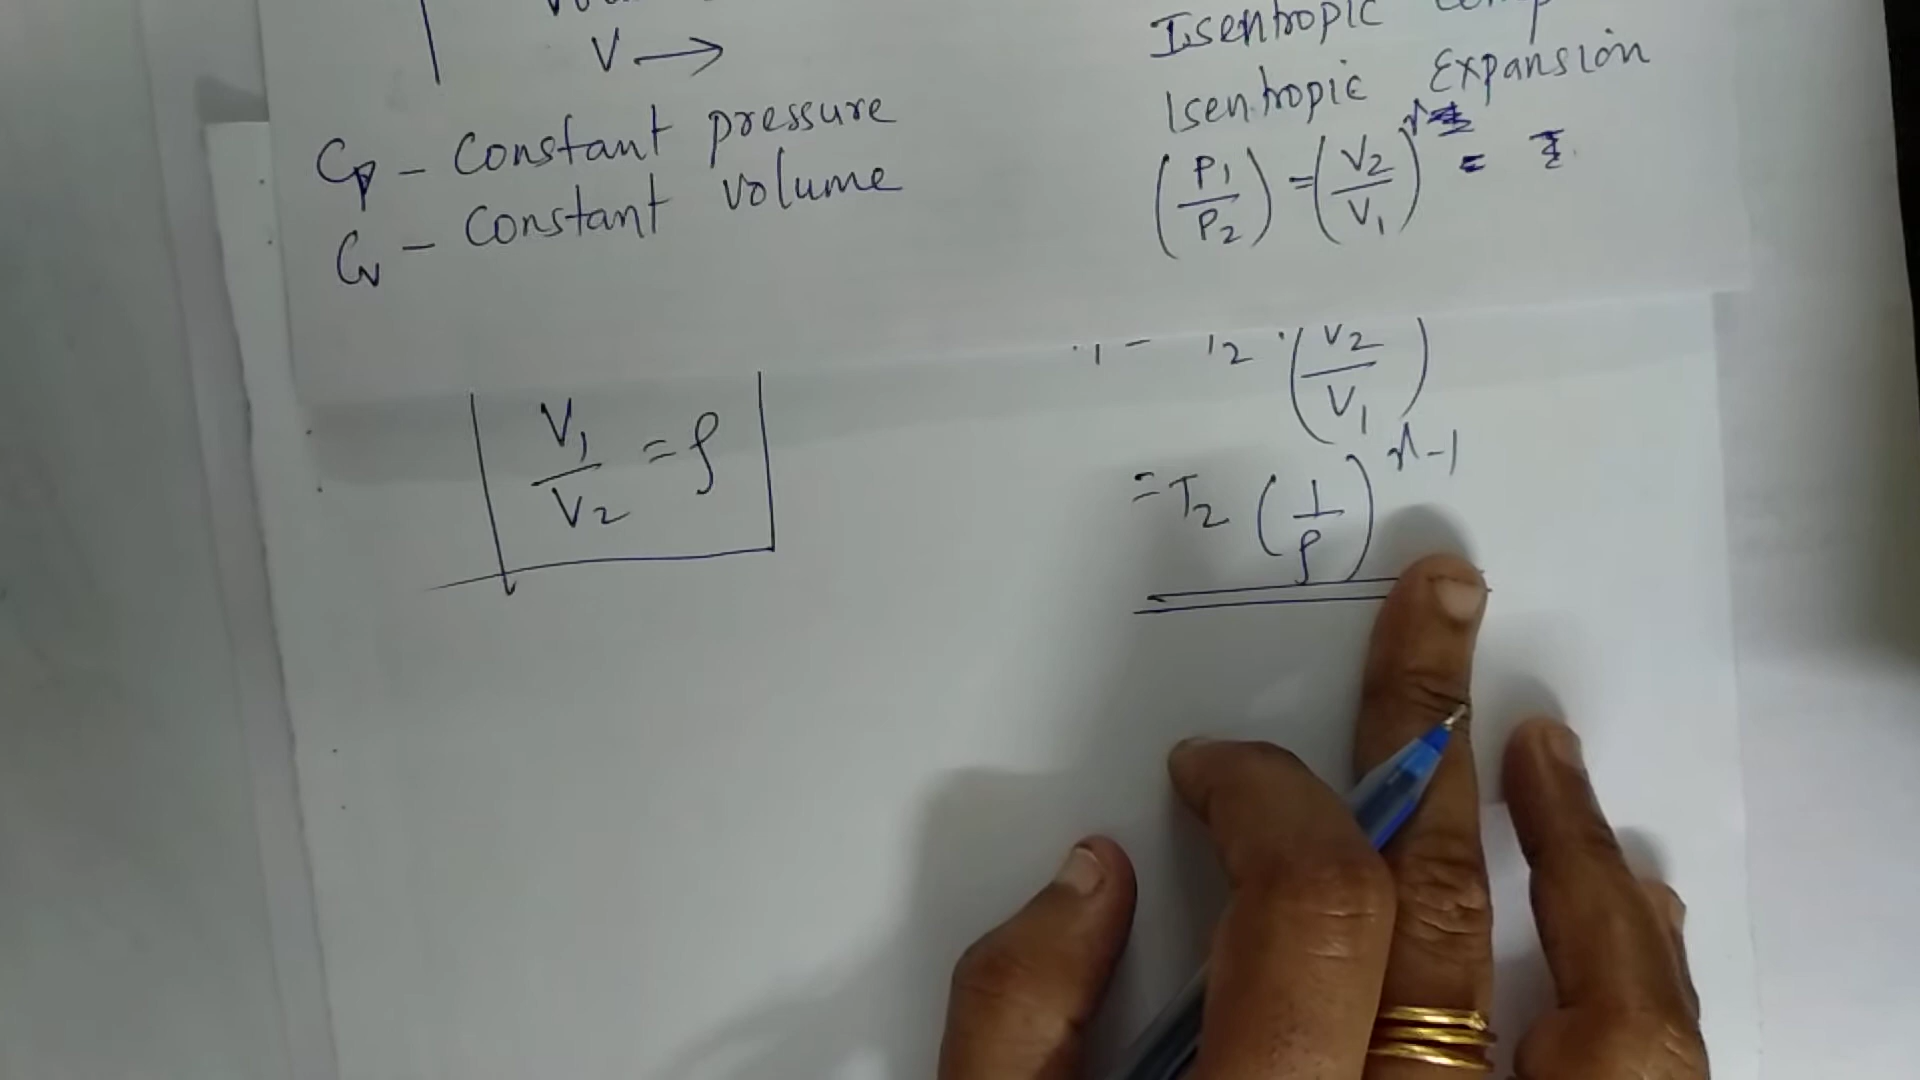 V →
Cp - Constant pressure
Cv - Constant volume
Isentropic
Isentropic Expansion
(P1/P2) = (V2/V1)^γ =
V1/V2 = ρ
(V2/V1)
= T2 (1/ρ)^γ-1